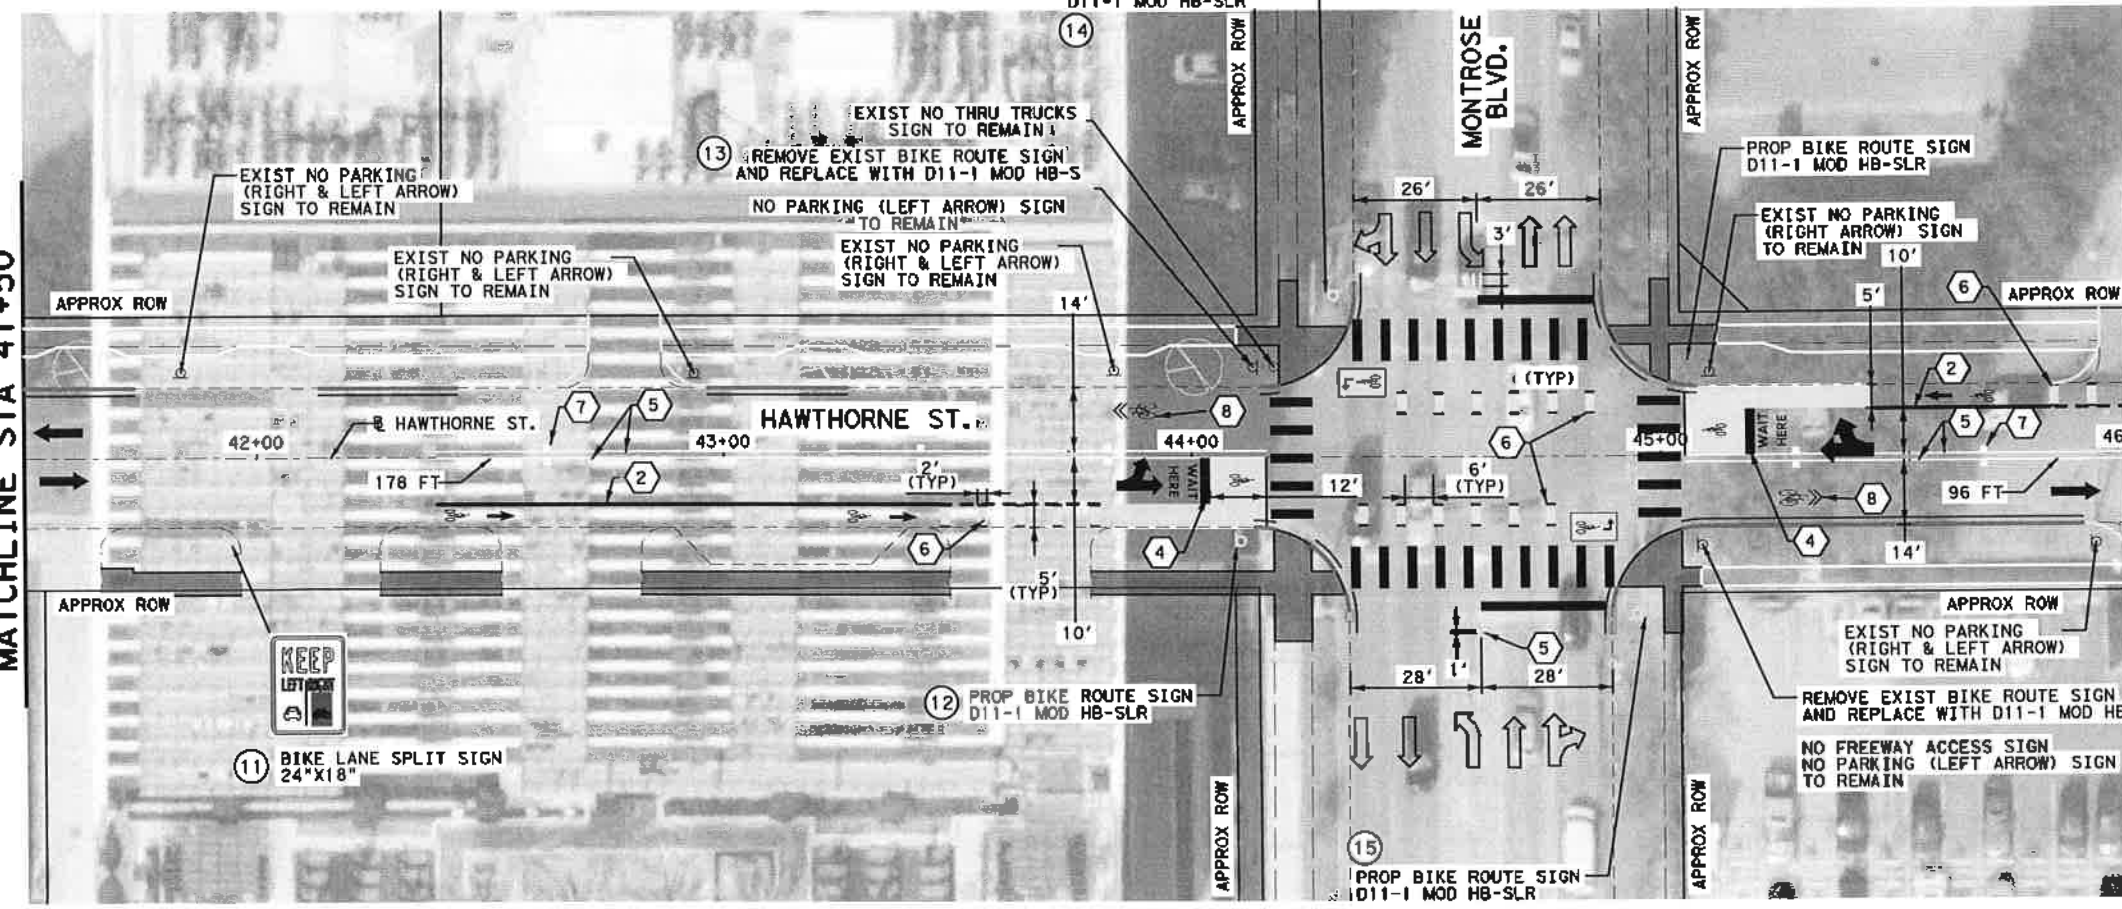 D11-1 MOD HB-SLR
14
MATCHLINE STA 41+50
EXIST NO PARKING
(RIGHT & LEFT ARROW)
SIGN TO REMAIN
EXIST NO PARKING
(RIGHT & LEFT ARROW)
SIGN TO REMAIN
EXIST NO THRU TRUCKS
SIGN TO REMAIN
13
REMOVE EXIST BIKE ROUTE SIGN
AND REPLACE WITH D11-1 MOD HB-S
NO PARKING (LEFT ARROW) SIGN
TO REMAIN
EXIST NO PARKING
(RIGHT & LEFT ARROW)
SIGN TO REMAIN
APPROX ROW
MONTROSE
BLVD.
APPROX ROW
PROP BIKE ROUTE SIGN
D11-1 MOD HB-SLR
EXIST NO PARKING
(RIGHT ARROW) SIGN
TO REMAIN
26'
26'
3'
10'
5'
6
APPROX ROW
APPROX ROW
14'
2
(TYP)
HAWTHORNE ST.
42+00
7
5
43+00
HAWTHORNE ST.
8
44+00
6
45+00
WAIT
HERE
5
7
46
178 FT
2
2'
(TYP)
WAIT
HERE
12'
6'
(TYP)
8
96 FT
6
4
4
14'
5'
(TYP)
10'
APPROX ROW
APPROX ROW
KEEP
LEFT
11
BIKE LANE SPLIT SIGN
24"X18"
12
PROP BIKE ROUTE SIGN
D11-1 MOD HB-SLR
1'
5
28'
28'
EXIST NO PARKING
(RIGHT & LEFT ARROW)
SIGN TO REMAIN
REMOVE EXIST BIKE ROUTE SIGN
AND REPLACE WITH D11-1 MOD HB
NO FREEWAY ACCESS SIGN
NO PARKING (LEFT ARROW) SIGN
TO REMAIN
APPROX ROW
APPROX ROW
15
PROP BIKE ROUTE SIGN
D11-1 MOD HB-SLR